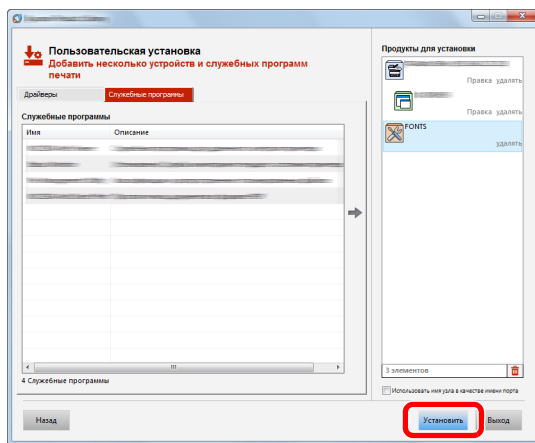 Пользовательская установка
Добавить несколько устройств и служебных программ
печати
Драйверы
Служебные программы
Служебные программы
Имя
Описание
4 Служебные программы
Продукты для установки
Правка удалять
Правка удалять
FONTS
удалять
3 элементов
Использовать имя узла в качестве имени порта
Назад
Установить
Выход